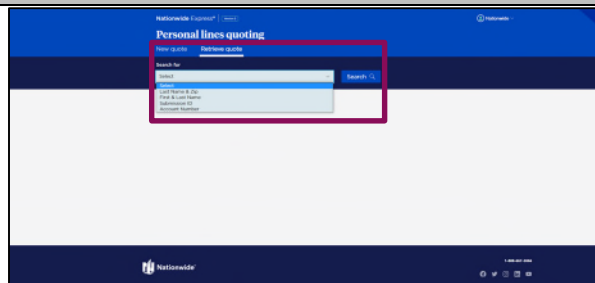 Nationwide Express®
Nationwide
Personal lines quoting
New quote Retrieve quote
Search for
Select
Search
Select
Last Name & Zip
First & Last Name
Submission ID
Account Number
Nationwide®